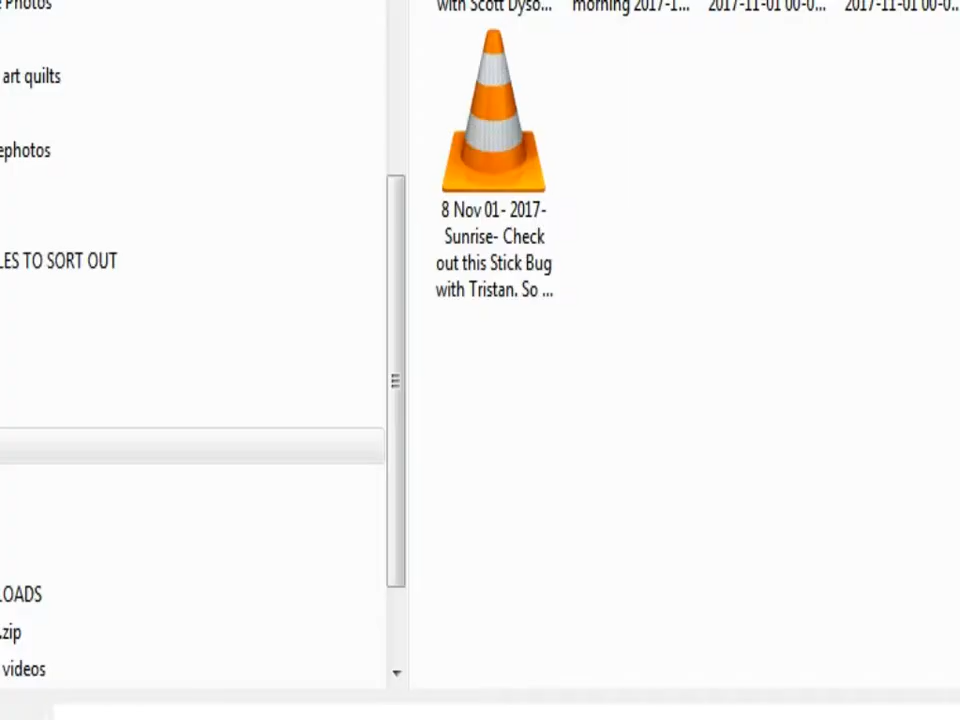 Photos
art quilts
ephotos
LES TO SORT OUT
LOADS
.zip
videos
with Scott Dyso...
morning 2017-1...
2017-11-01 00-0...
2017-11-01 00-0...
8 Nov 01- 2017-
Sunrise- Check
out this Stick Bug
with Tristan. So ...